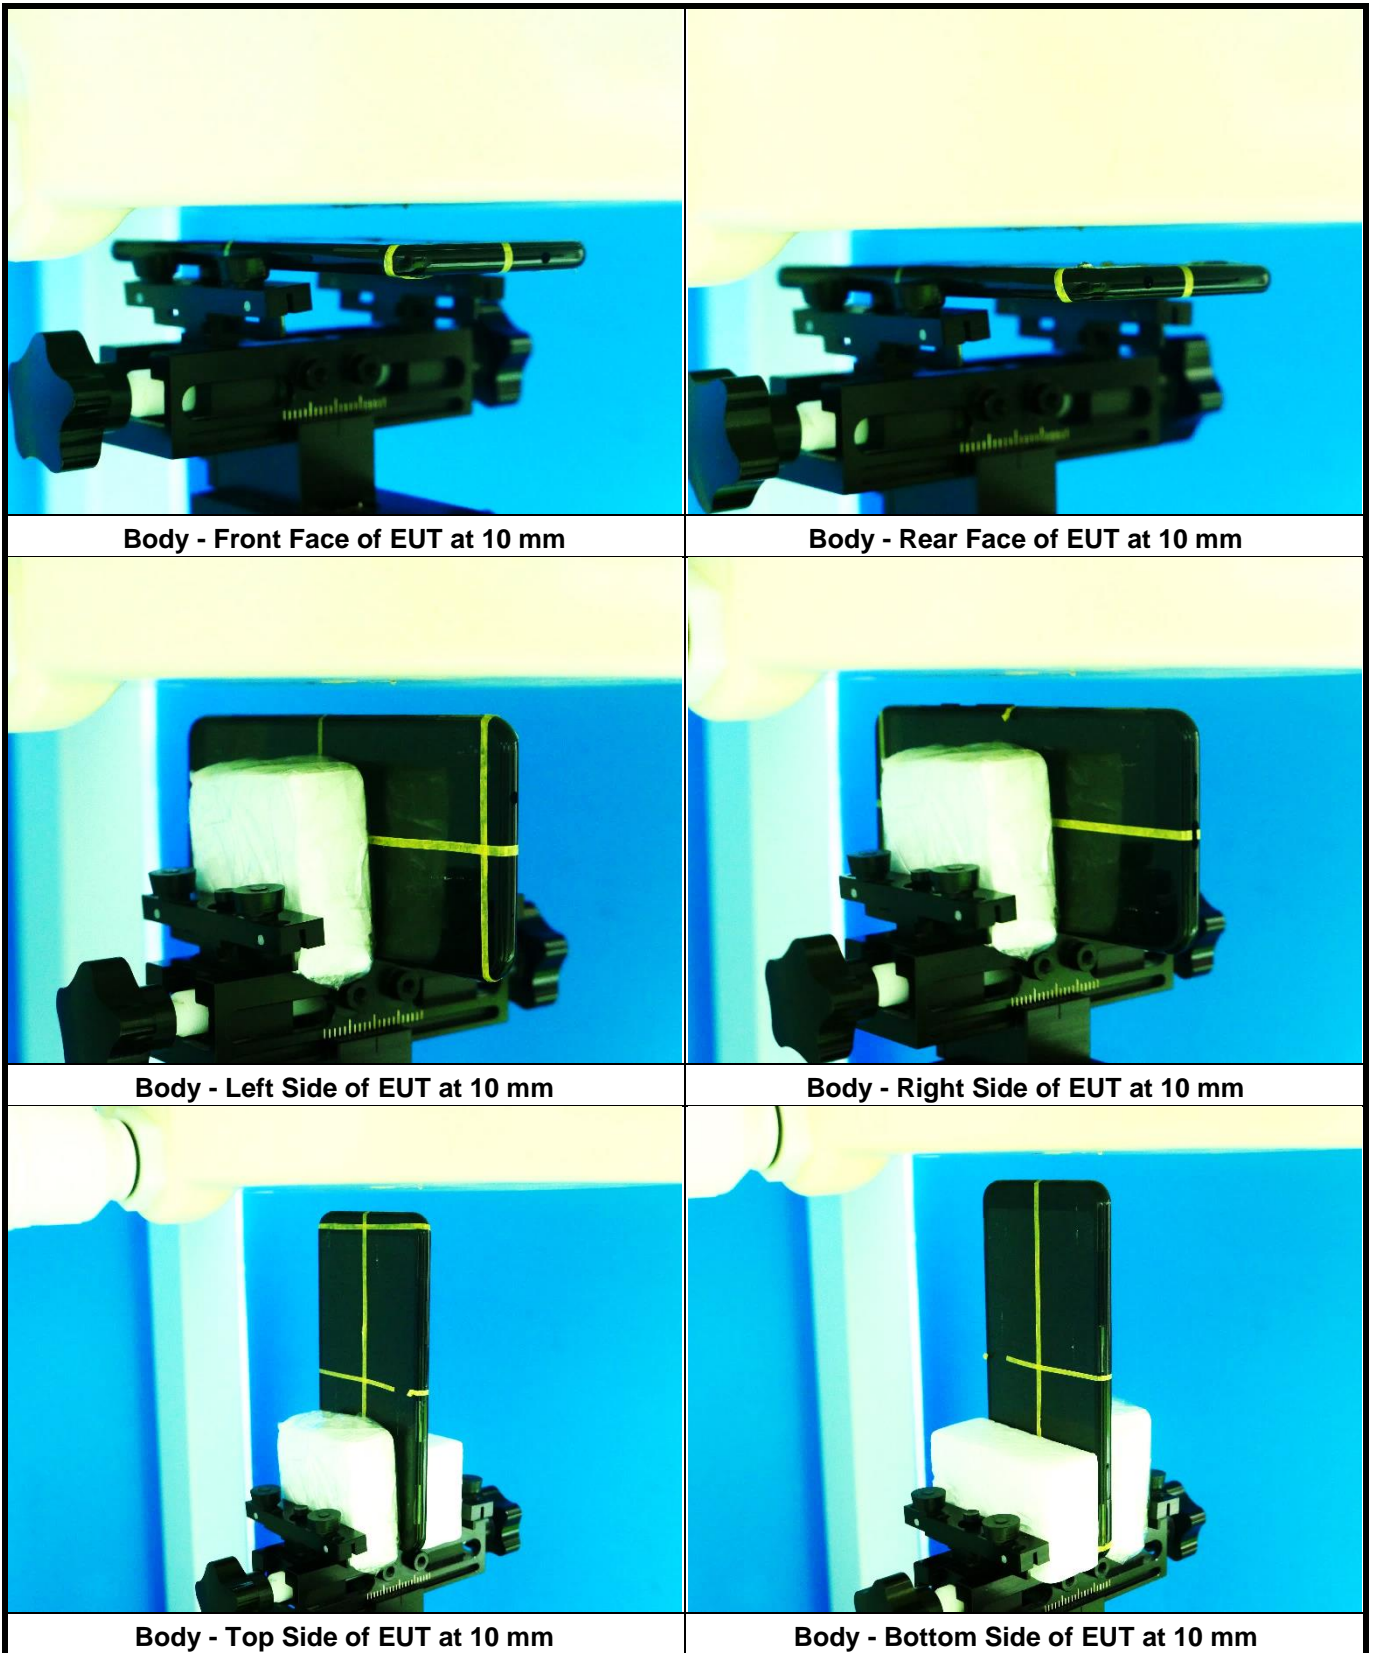 Body - Front Face of EUT at 10 mm
Body - Rear Face of EUT at 10 mm
Body - Left Side of EUT at 10 mm
Body - Right Side of EUT at 10 mm
Body - Top Side of EUT at 10 mm
Body - Bottom Side of EUT at 10 mm